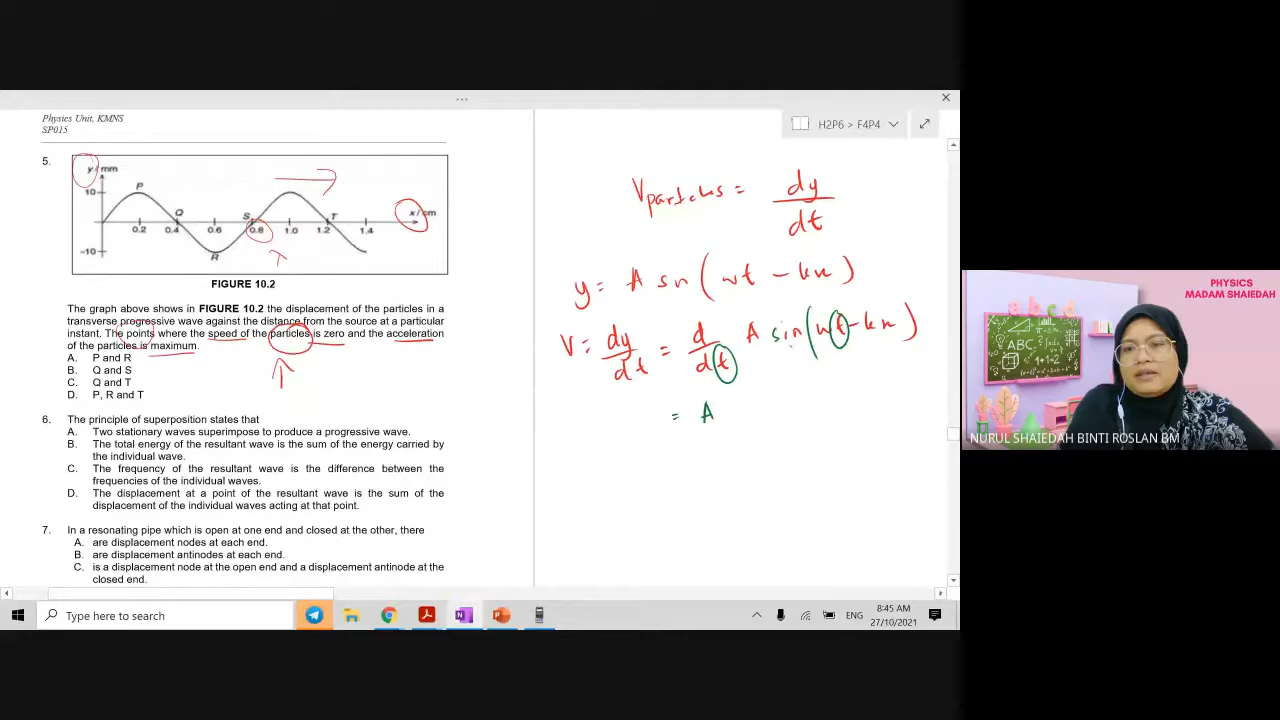 Physics Unit, KMNS
SP015
5.
y / mm
10
P
Q
S
T
x / cm
0.2 0.4 0.6 0.8 1.0 1.2 1.4
-10
R
λ
FIGURE 10.2
The graph above shows in FIGURE 10.2 the displacement of the particles in a
transverse progressive wave against the distance from the source at a particular
instant. The points where the speed of the particles is zero and the acceleration
of the particles is maximum.
A. P and R
B. Q and S
C. Q and T
D. P, R and T
6. The principle of superposition states that
A. Two stationary waves superimpose to produce a progressive wave.
B. The total energy of the resultant wave is the sum of the energy carried by
the individual wave.
C. The frequency of the resultant wave is the difference between the
frequencies of the individual waves.
D. The displacement at a point of the resultant wave is the sum of the
displacement of the individual waves acting at that point.
7. In a resonating pipe which is open at one end and closed at the other, there
A. are displacement nodes at each end.
B. are displacement antinodes at each end.
C. is a displacement node at the open end and a displacement antinode at the
closed end.
H2P6 > F4P4
Vparticles = dy/dt
y = A sin (wt - kx)
V = dy/dt = d/dt A sin (wt - kx)
= A
PHYSICS
MADAM SHAIEDAH
a b c
ABC,
NURUL SHAIEDAH BINTI ROSLAN BM
Type here to search
ENG
8:45 AM
27/10/2021